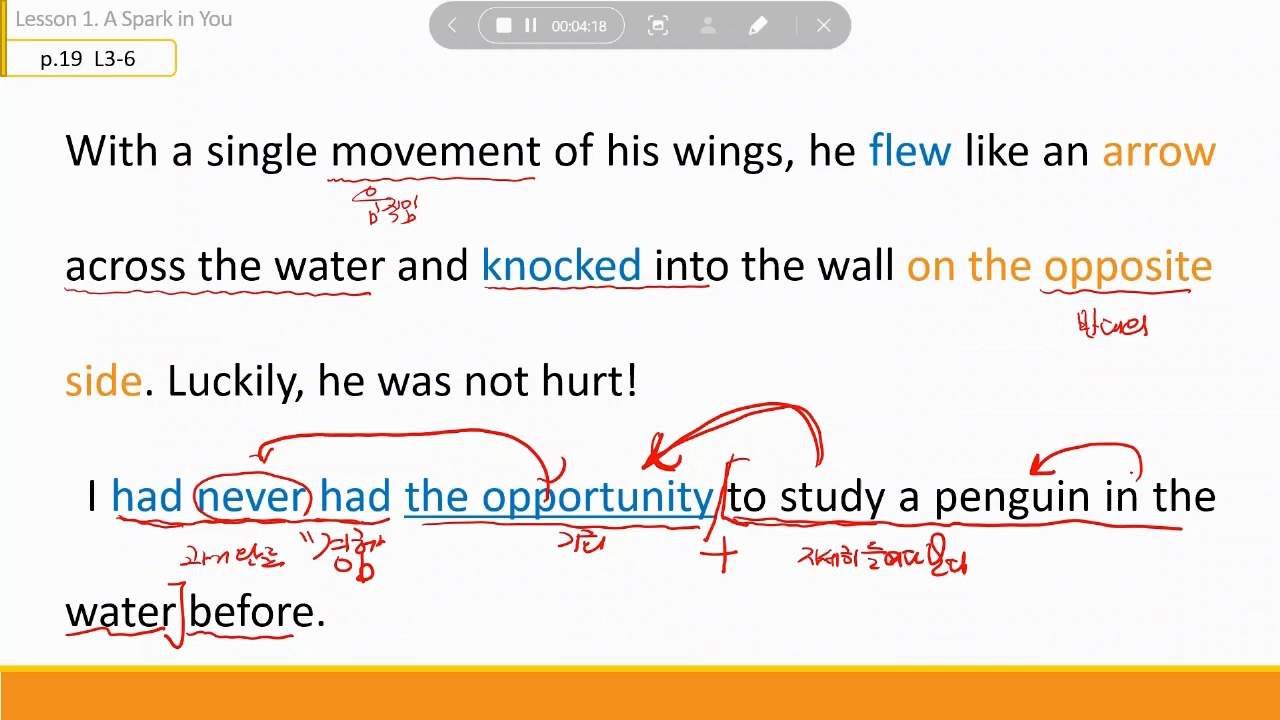 Lesson 1. A Spark in You
00:04:18
p.19 L3-6
With a single movement of his wings, he flew like an arrow
움직임
across the water and knocked into the wall on the opposite
반대의
side. Luckily, he was not hurt!
I had never had the opportunity to study a penguin in the
과거완료 "경험" 기회 + 자세히 들여다 보다
water] before.